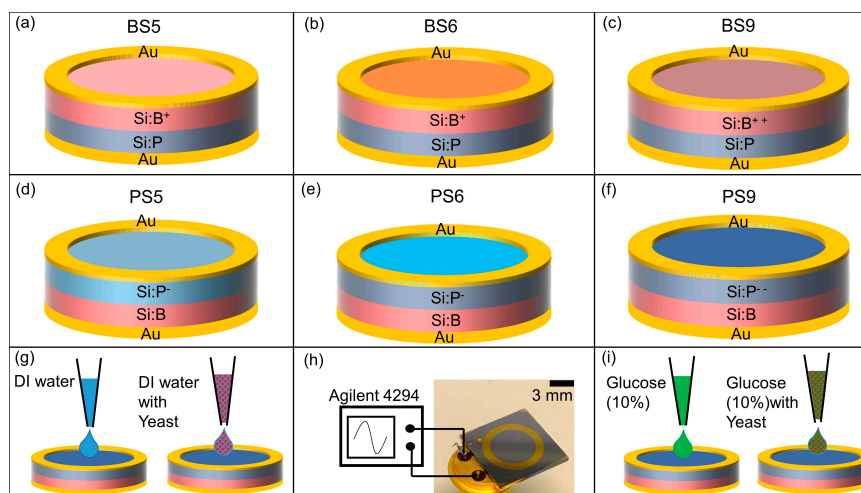 (a)
BS5
Au
Si:B⁺
Si:P
Au
(b)
BS6
Au
Si:B⁺
Si:P
Au
(c)
BS9
Au
Si:B⁺⁺
Si:P
Au
(d)
PS5
Au
Si:P⁻
Si:B
Au
(e)
PS6
Au
Si:P⁻
Si:B
Au
(f)
PS9
Au
Si:P⁻⁻
Si:B
Au
(g)
DI water
DI water
with
Yeast
(h)
Agilent 4294
3 mm
(i)
Glucose
(10%)
Glucose
(10%)with
Yeast